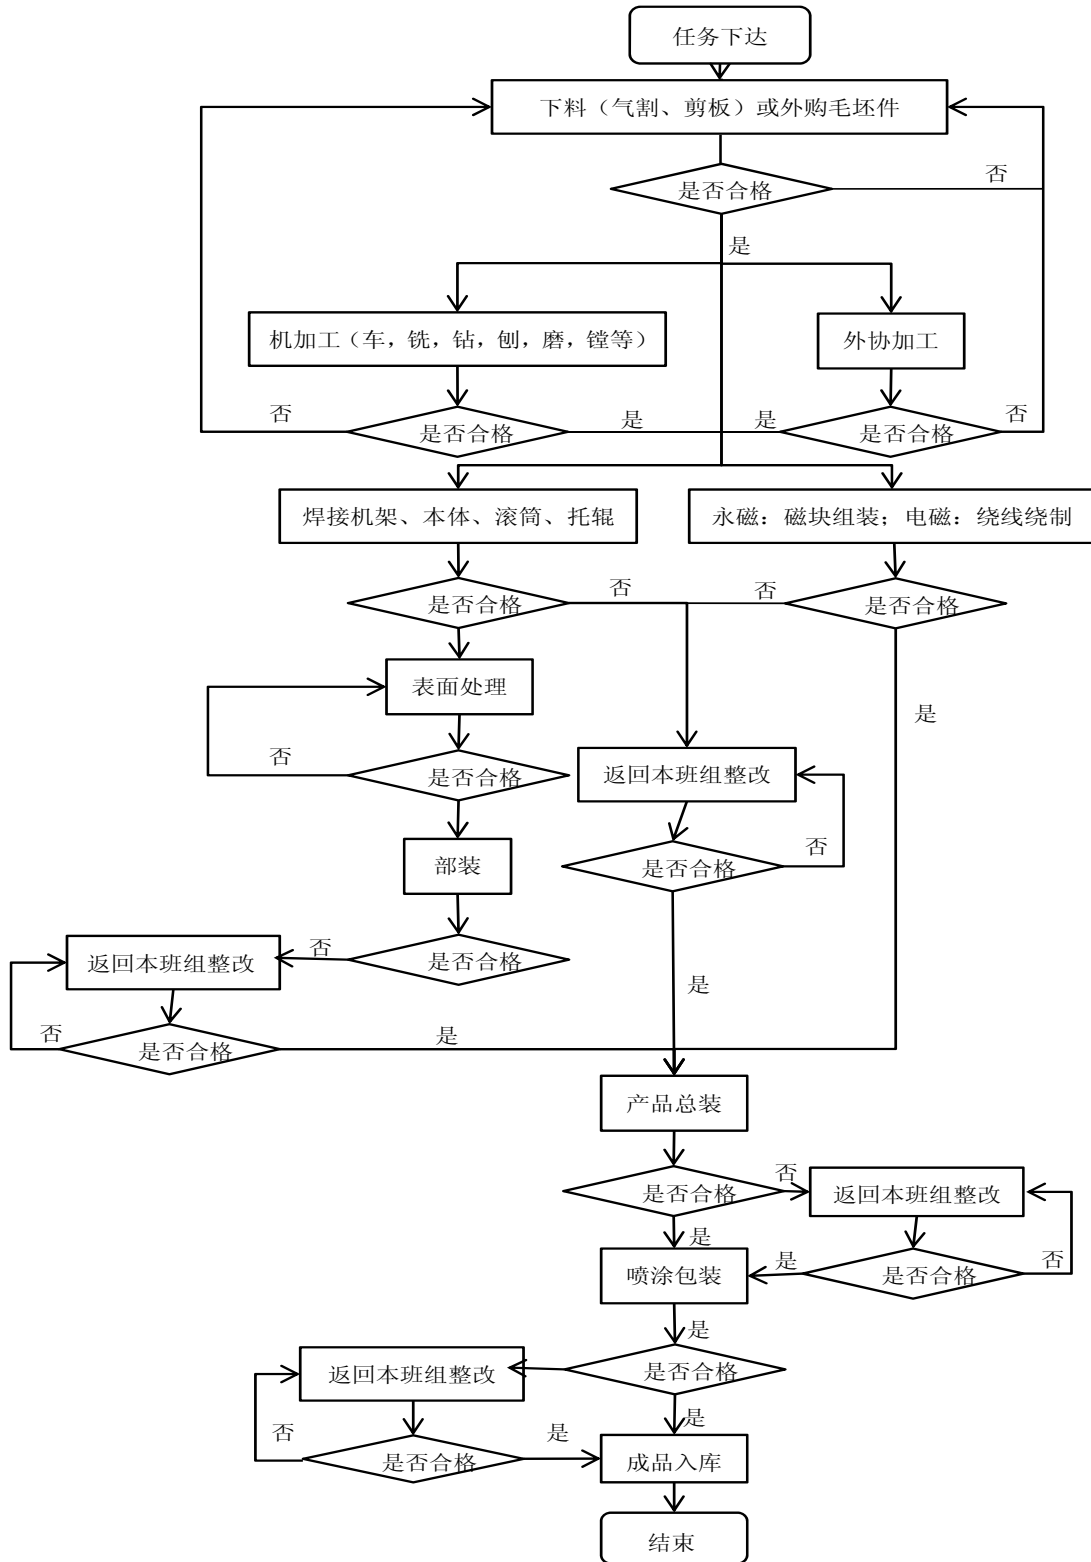 任务下达
下料（气割、剪板）或外购毛坯件
是否合格
否
是
机加工（车，铣，钻，刨，磨，镗等）
外协加工
否
是否合格
是
是
是否合格
否
焊接机架、本体、滚筒、托辊
永磁：磁块组装；电磁：绕线绕制
是否合格
否
否
是否合格
表面处理
是
否
是否合格
返回本班组整改
部装
是否合格
否
返回本班组整改
否
是否合格
是
否
是否合格
是
产品总装
是否合格
否
返回本班组整改
是
喷涂包装
是
是否合格
否
是
返回本班组整改
是否合格
是
否
是否合格
是
成品入库
结束